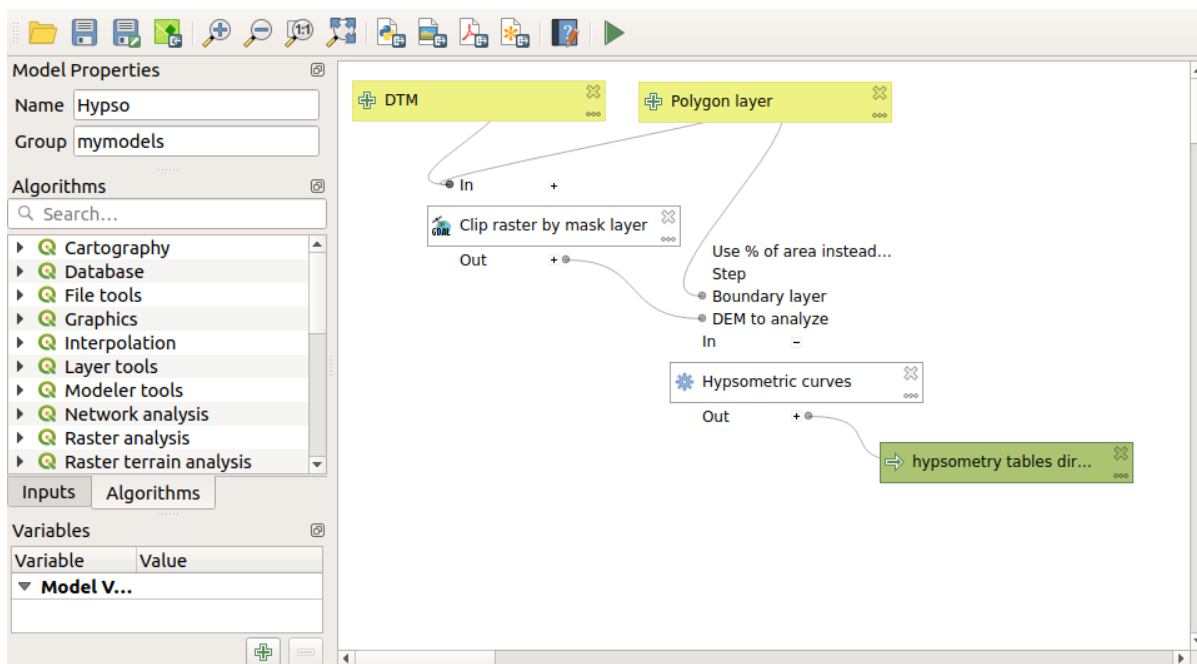 1:1
Model Properties
Name Hypso
Group mymodels
Algorithms
Search...
Cartography
Database
File tools
Graphics
Interpolation
Layer tools
Modeler tools
Network analysis
Raster analysis
Raster terrain analysis
Inputs Algorithms
Variables
Variable Value
Model V...
DTM
Polygon layer
In +
GDAL Clip raster by mask layer
Out +
Use % of area instead...
Step
Boundary layer
DEM to analyze
In -
Hypsometric curves
Out +
hypsometry tables dir...